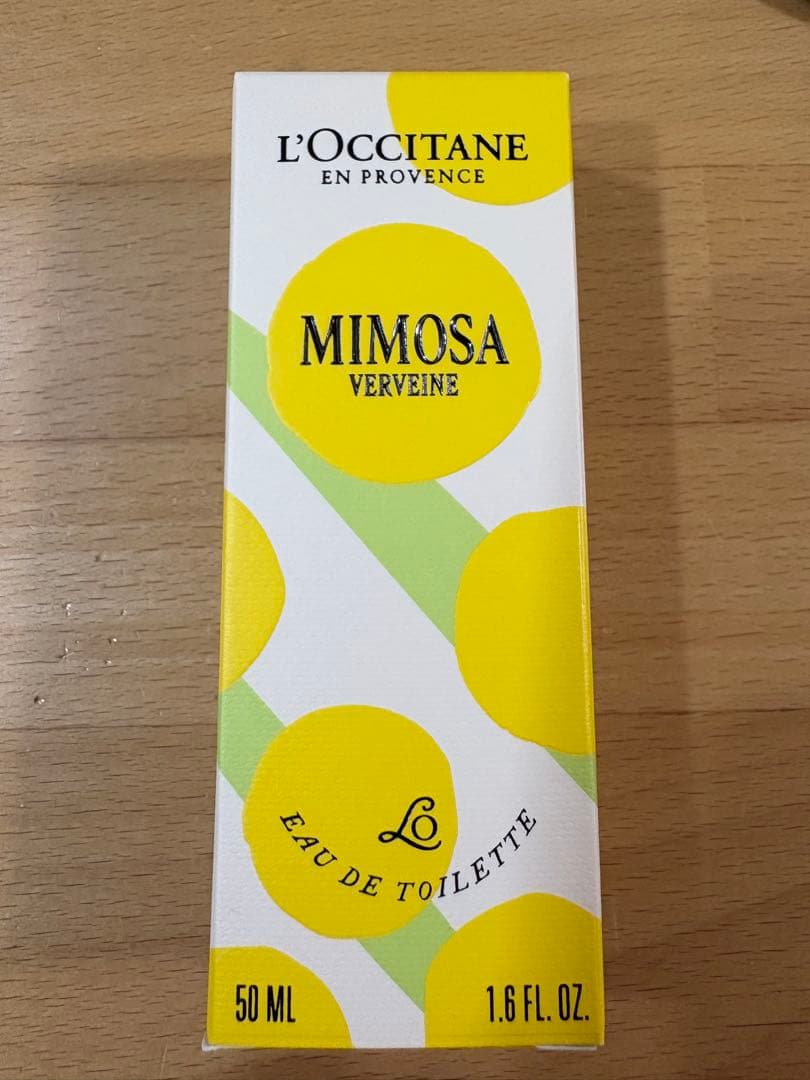 L'OCCITANE
EN PROVENCE
MIMOSA
VERVEINE
LO
EAU DE TOILETTE
50 ML
1.6 FL. OZ.